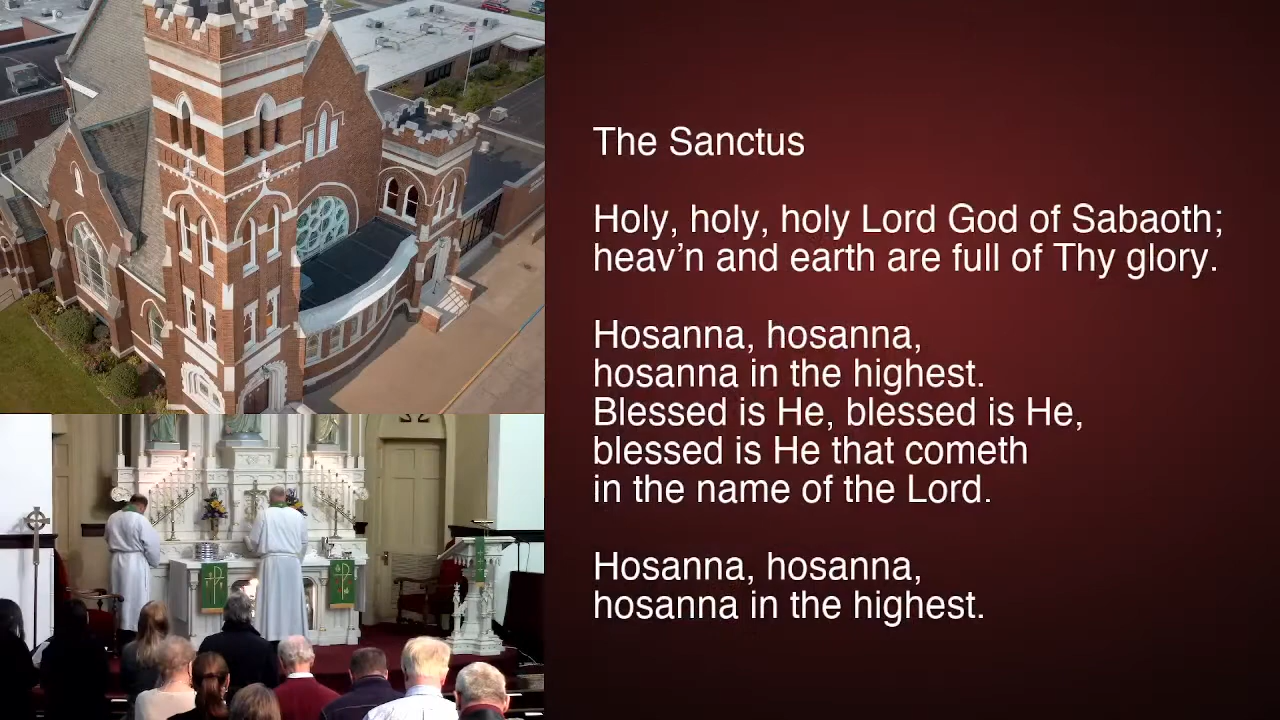 The Sanctus
Holy, holy, holy Lord God of Sabaoth;
heav’n and earth are full of Thy glory.
Hosanna, hosanna,
hosanna in the highest.
Blessed is He, blessed is He,
blessed is He that cometh
in the name of the Lord.
Hosanna, hosanna,
hosanna in the highest.